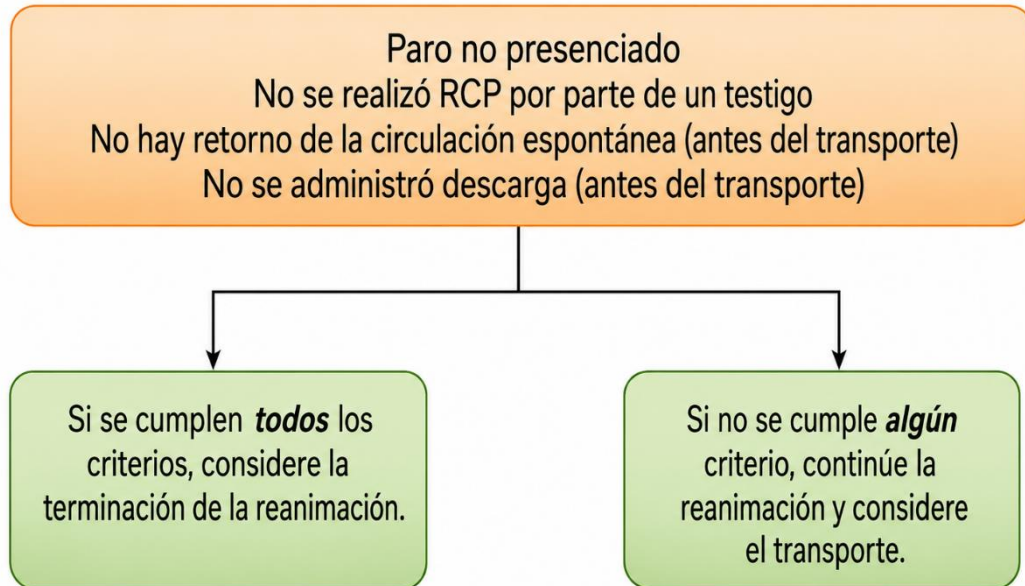 Paro no presenciado
No se realizó RCP por parte de un testigo
No hay retorno de la circulación espontánea (antes del transporte)
No se administró descarga (antes del transporte)
Si se cumplen todos los
criterios, considere la
terminación de la reanimación.
Si no se cumple algún
criterio, continúe la
reanimación y considere
el transporte.